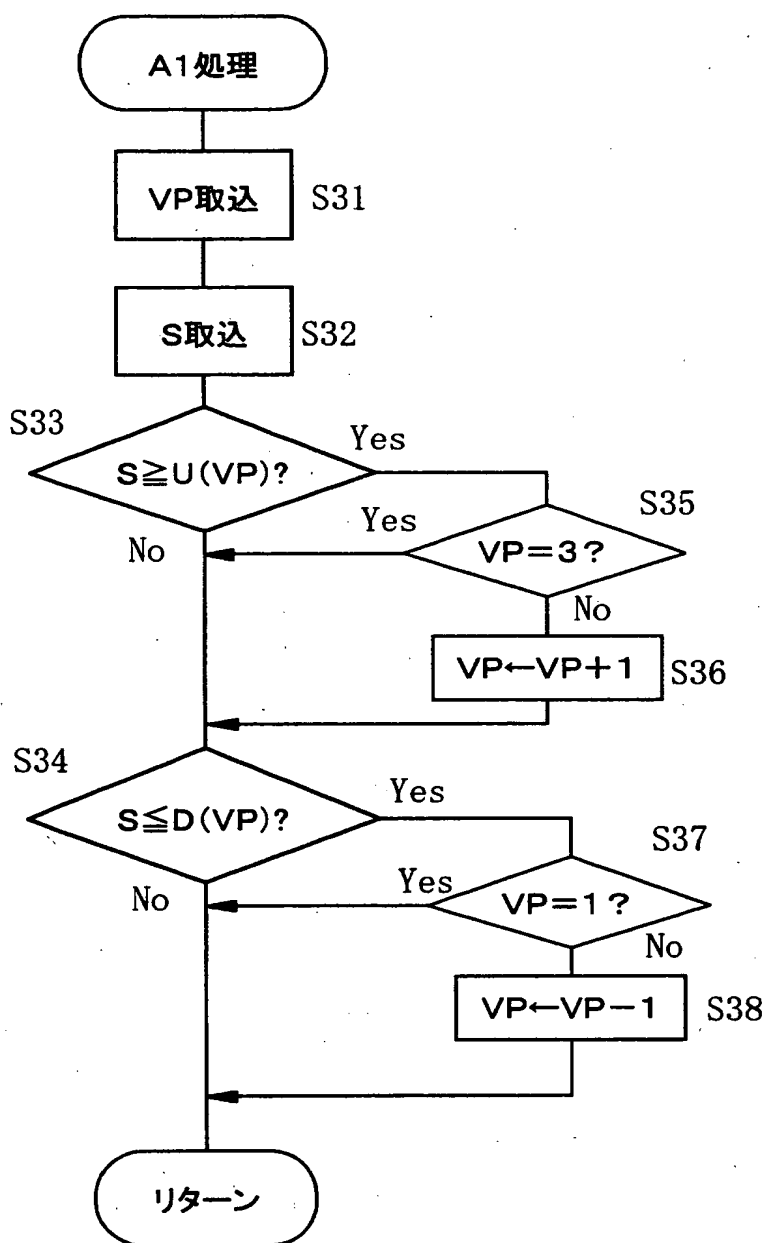 A1処理
VP取込
S31
S取込
S32
S33
S≧U(VP)?
Yes
No
S35
VP=3?
Yes
No
VP←VP+1
S36
S34
S≦D(VP)?
Yes
No
S37
VP=1?
Yes
No
VP←VP−1
S38
リターン